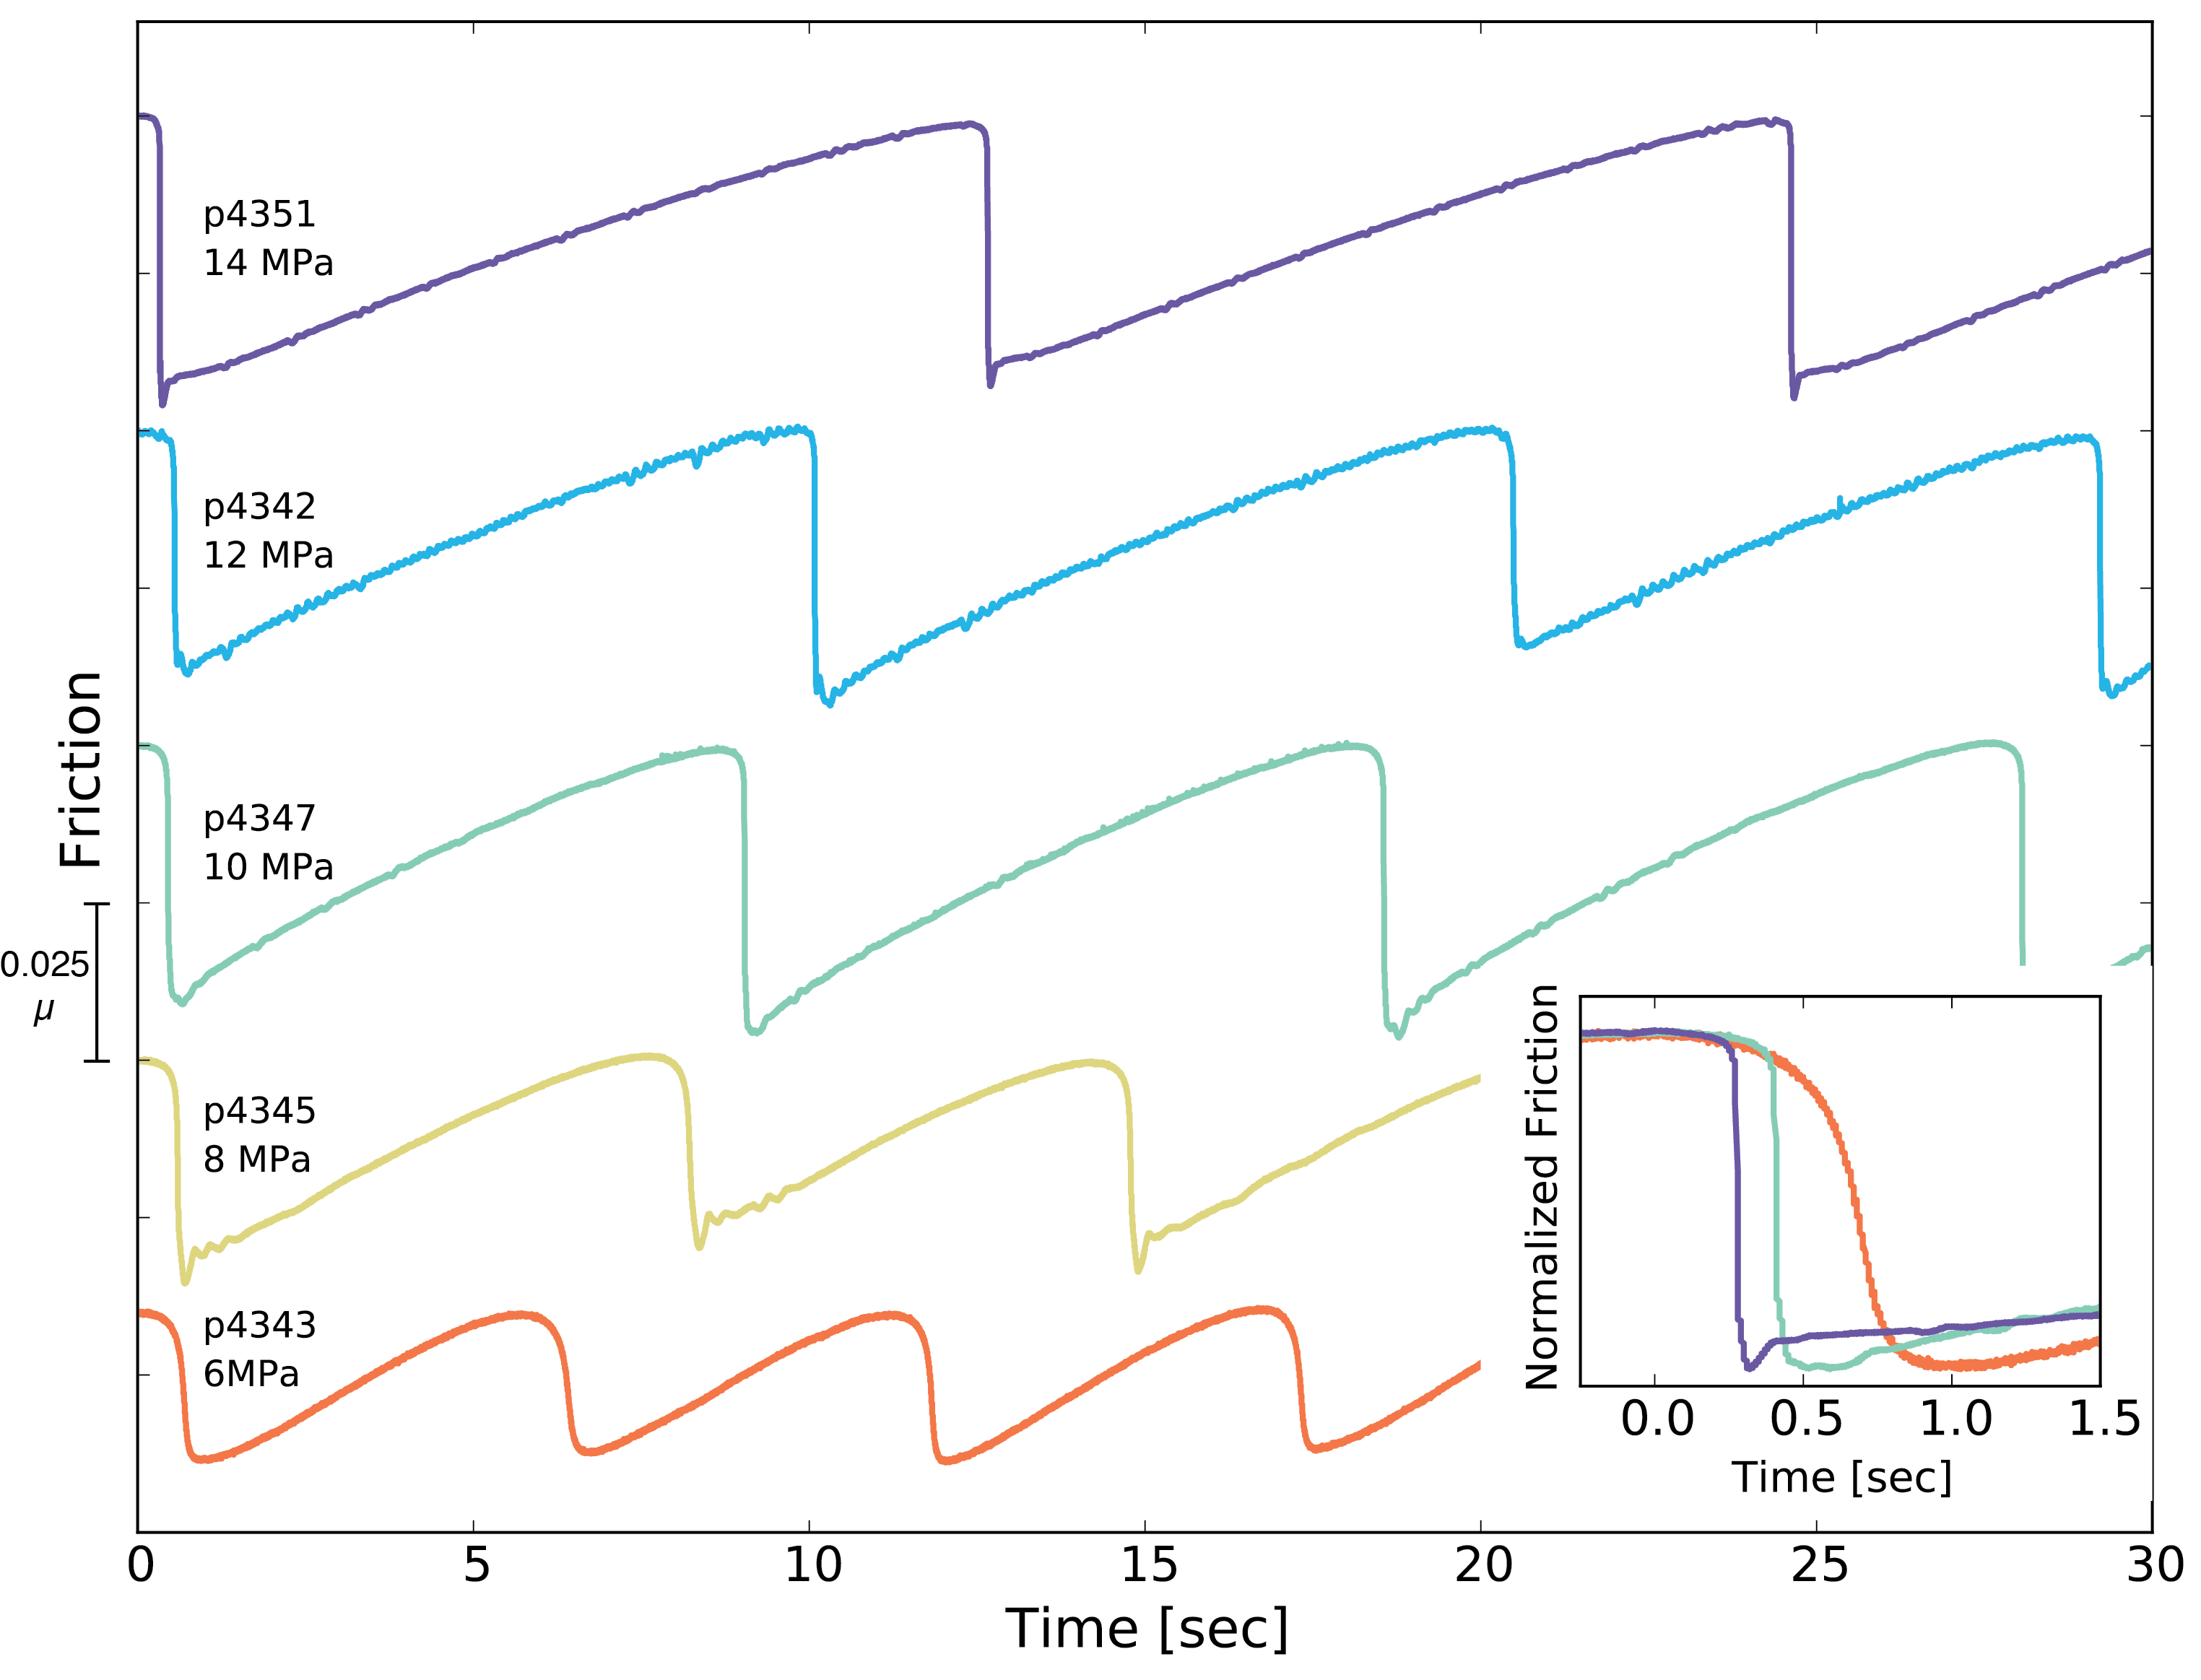 p4351
14 MPa
p4342
12 MPa
Friction
p4347
10 MPa
0.025
μ
p4345
8 MPa
p4343
6MPa
Normalized Friction
0.0 0.5 1.0 1.5
Time [sec]
0 5 10 15 20 25 30
Time [sec]